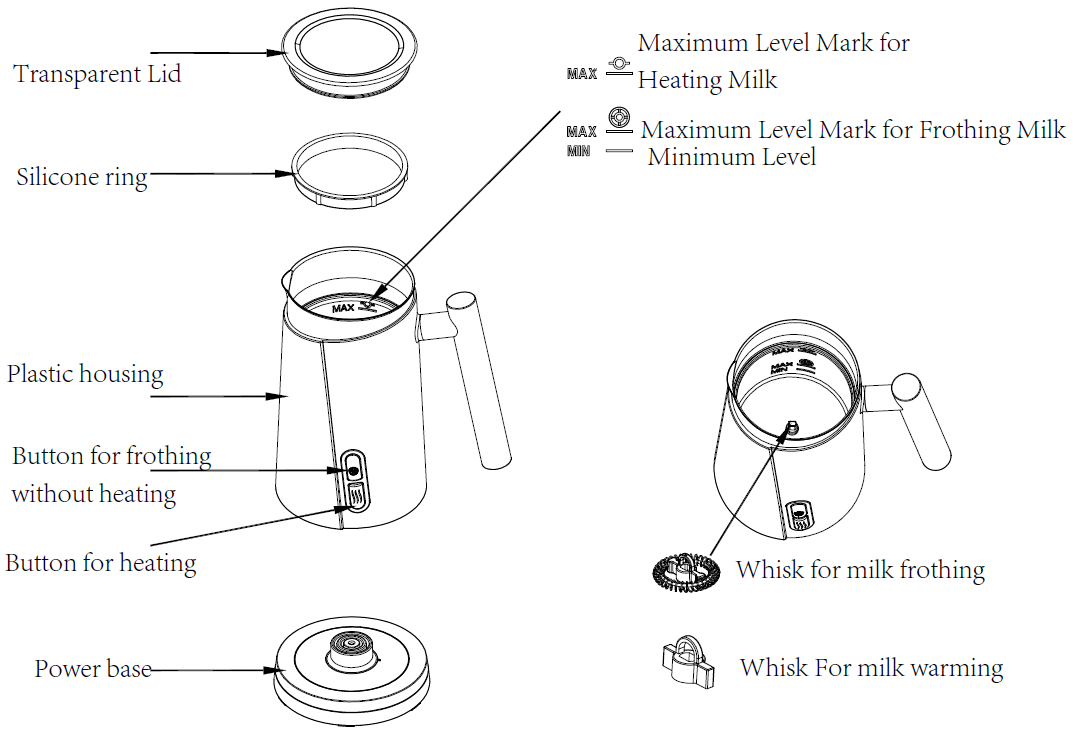 Transparent Lid
Silicone ring
Plastic housing
Button for frothing
without heating
Button for heating
Power base
MAX
Maximum Level Mark for
MAX
Heating Milk
MAX Maximum Level Mark for Frothing Milk
MIN Minimum Level
MAX
MAX
MIN
Whisk for milk frothing
Whisk For milk warming